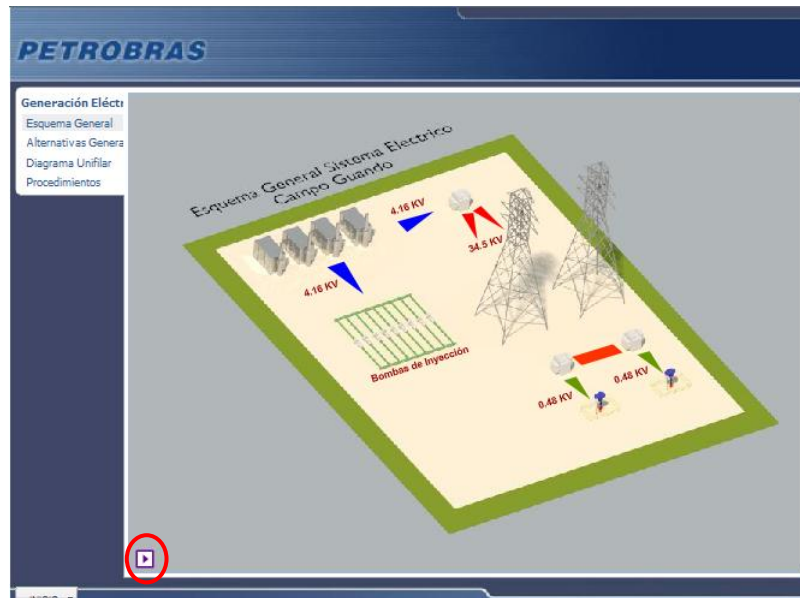 PETROBRAS
Generación Eléctr
Esquema General
Alternativas Genera
Diagrama Unifilar
Procedimientos
Esquema General Sistema Electrico
Campo Guando
4.16 KV
34.5 KV
4.16 KV
Bombas de Inyección
0.48 KV
0.48 KV